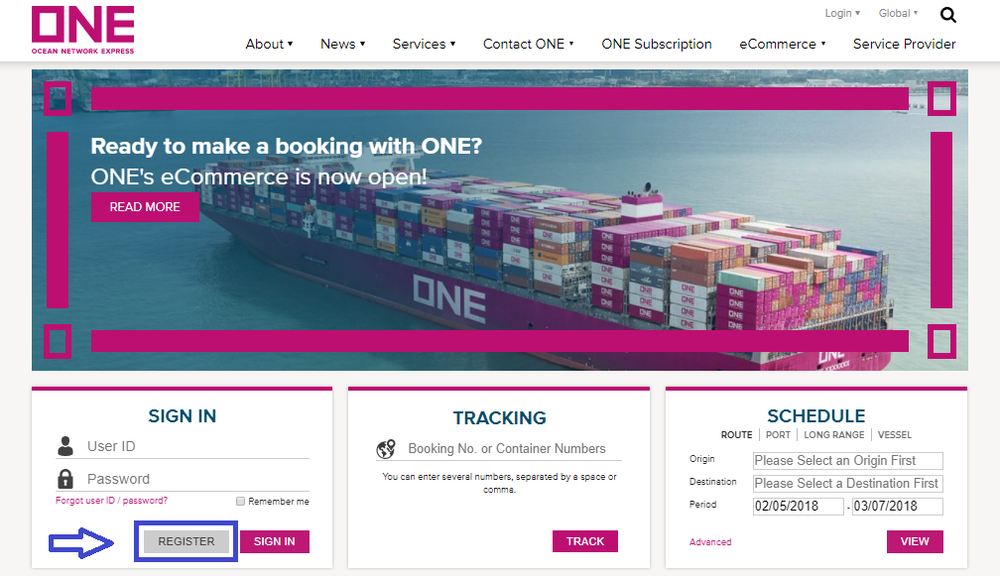 ONE
OCEAN NETWORK EXPRESS
Login ▾ Global ▾
About ▾ News ▾ Services ▾ Contact ONE ▾ ONE Subscription eCommerce ▾ Service Provider
Ready to make a booking with ONE?
ONE's eCommerce is now open!
READ MORE
ONE
ONE
SIGN IN
User ID
Password
Forgot user ID / password?
Remember me
REGISTER
SIGN IN
TRACKING
Booking No. or Container Numbers
You can enter several numbers, separated by a space or
comma.
TRACK
SCHEDULE
ROUTE | PORT | LONG RANGE | VESSEL
Origin Please Select an Origin First
Destination Please Select a Destination First
Period 02/05/2018 - 03/07/2018
Advanced
VIEW